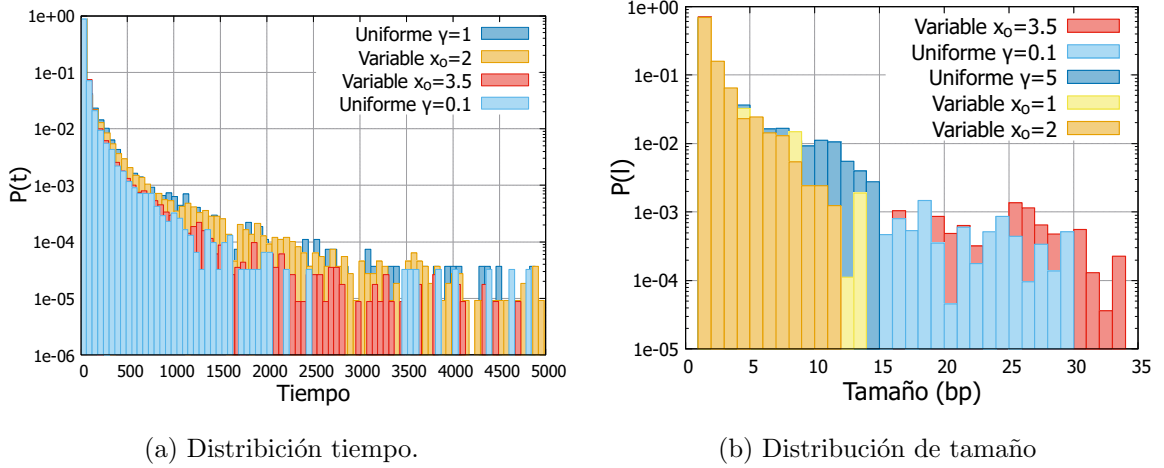 1e+00
1e-01
1e-02
1e-03
1e-04
1e-05
1e-06
P(t)
Uniforme γ=1
Variable x₀=2
Variable x₀=3.5
Uniforme γ=0.1
0 500 1000 1500 2000 2500 3000 3500 4000 4500 5000
Tiempo
(a) Distribición tiempo.
1e+00
1e-01
1e-02
1e-03
1e-04
1e-05
P(l)
Variable x₀=3.5
Uniforme γ=0.1
Uniforme γ=5
Variable x₀=1
Variable x₀=2
0 5 10 15 20 25 30 35
Tamaño (bp)
(b) Distribución de tamaño